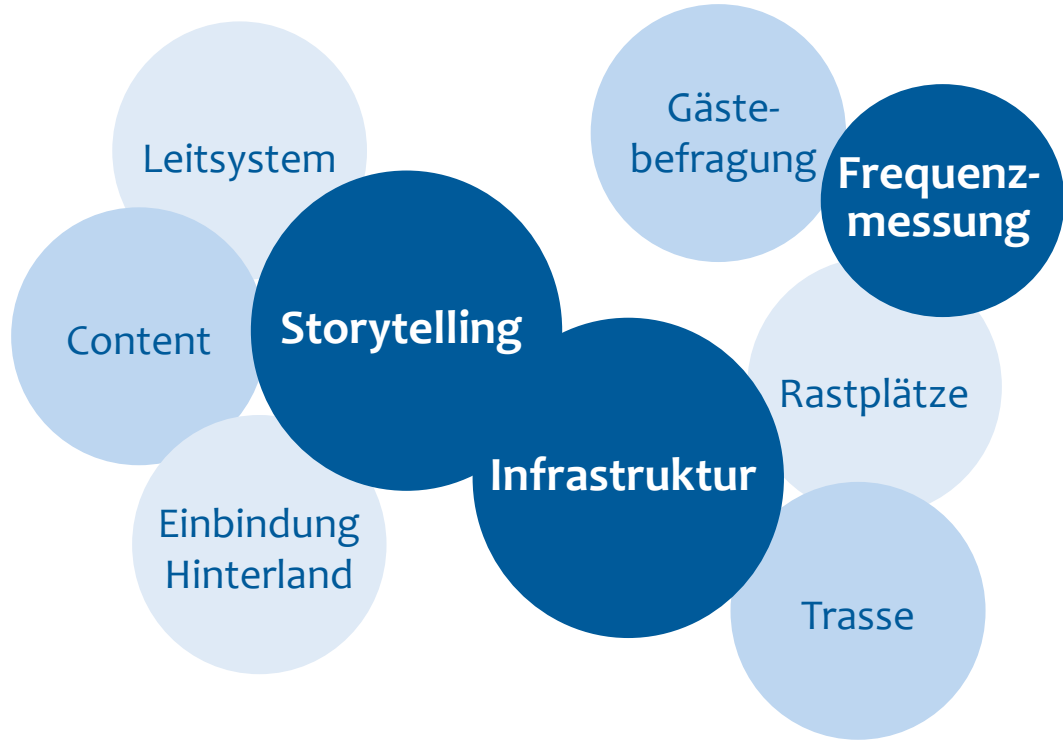 Leitsystem
Content
Storytelling
Einbindung
Hinterland
Infrastruktur
Gäste-
befragung
Frequenz-
messung
Rastplätze
Trasse